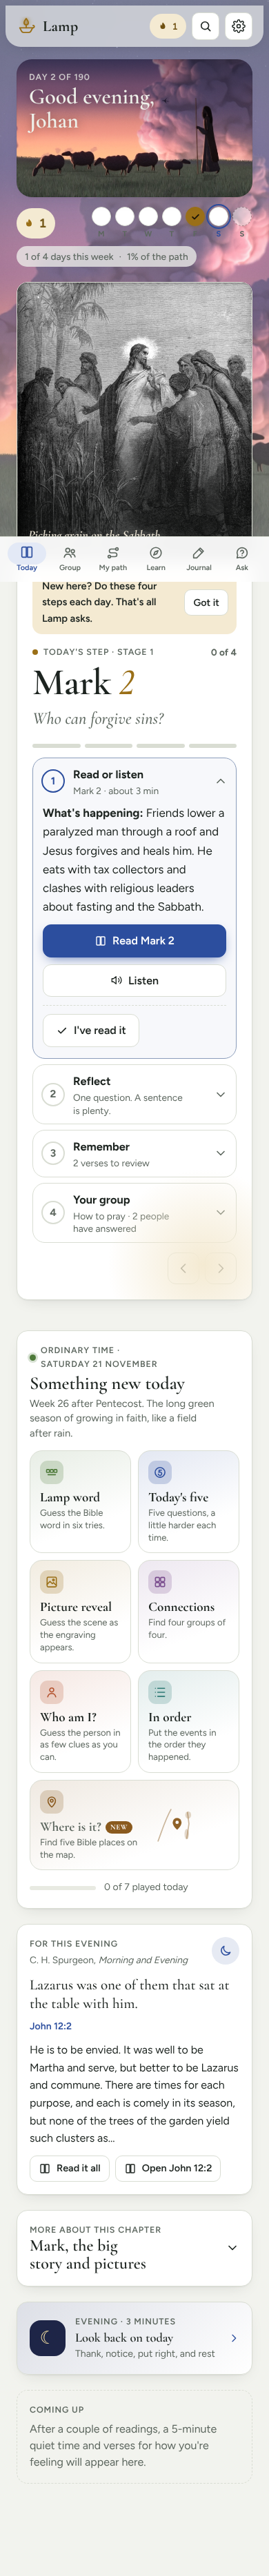 Lamp
1
DAY 2 OF 190
Good evening,
Johan
1
M
W
T
S
S
1 of 4 days this week · 1% of the path
Picking grain on the Sabbath
Today
Group
My path
Learn
Journal
Ask
New here? Do these four
steps each day. That's all
Lamp asks.
Got it
TODAY'S STEP · STAGE 1
0 of 4
Mark 2
Who can forgive sins?
1
Read or listen
Mark 2 · about 3 min
What's happening: Friends lower a
paralyzed man through a roof and
Jesus forgives and heals him. He
eats with tax collectors and
clashes with religious leaders
about fasting and the Sabbath.
Read Mark 2
Listen
I've read it
2
Reflect
One question. A sentence
is plenty.
3
Remember
2 verses to review
4
Your group
How to pray · 2 people
have answered
ORDINARY TIME ·
SATURDAY 21 NOVEMBER
Something new today
Week 26 after Pentecost. The long green
season of growing in faith, like a field
after rain.
Lamp word
Guess the Bible
word in six tries.
5
Today's five
Five questions, a
little harder each
time.
Picture reveal
Guess the scene as
the engraving
appears.
Connections
Find four groups of
four.
Who am I?
Guess the person in
as few clues as you
can.
In order
Put the events in
the order they
happened.
Where is it? NEW
Find five Bible places on
the map.
0 of 7 played today
FOR THIS EVENING
C. H. Spurgeon, Morning and Evening
Lazarus was one of them that sat at
the table with him.
John 12:2
He is to be envied. It was well to be
Martha and serve, but better to be Lazarus
and commune. There are times for each
purpose, and each is comely in its season,
but none of the trees of the garden yield
such clusters as…
Read it all
Open John 12:2
MORE ABOUT THIS CHAPTER
Mark, the big
story and pictures
EVENING · 3 MINUTES
Look back on today
Thank, notice, put right, and rest
COMING UP
After a couple of readings, a 5-minute
quiet time and verses for how you're
feeling will appear here.